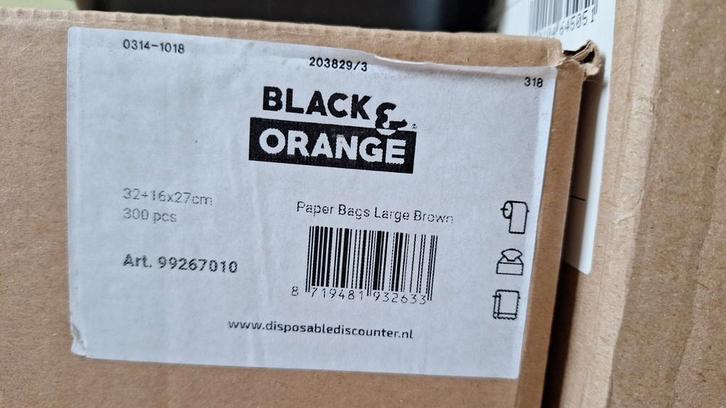 0314-1018
203829/3
318
BLACK &
ORANGE
32+16x27cm
300 pcs
Paper Bags Large Brown
Art. 99267010
8 719481 932633
www.disposablediscounter.nl
645051